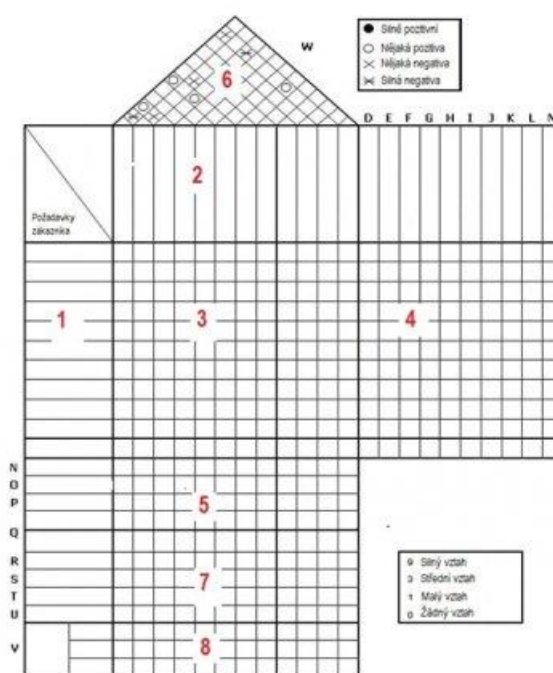 W
Silně pozitivní
Nějaká pozitiva
Nějaká negativa
Silná negativa
6
D E F G H I J K L M
2
Požadavky
zákazníka
1
3
4
N
O
P
5
Q
R
S
7
T
U
V
8
9 Silný vztah
3 Střední vztah
1 Malý vztah
0 Žádný vztah